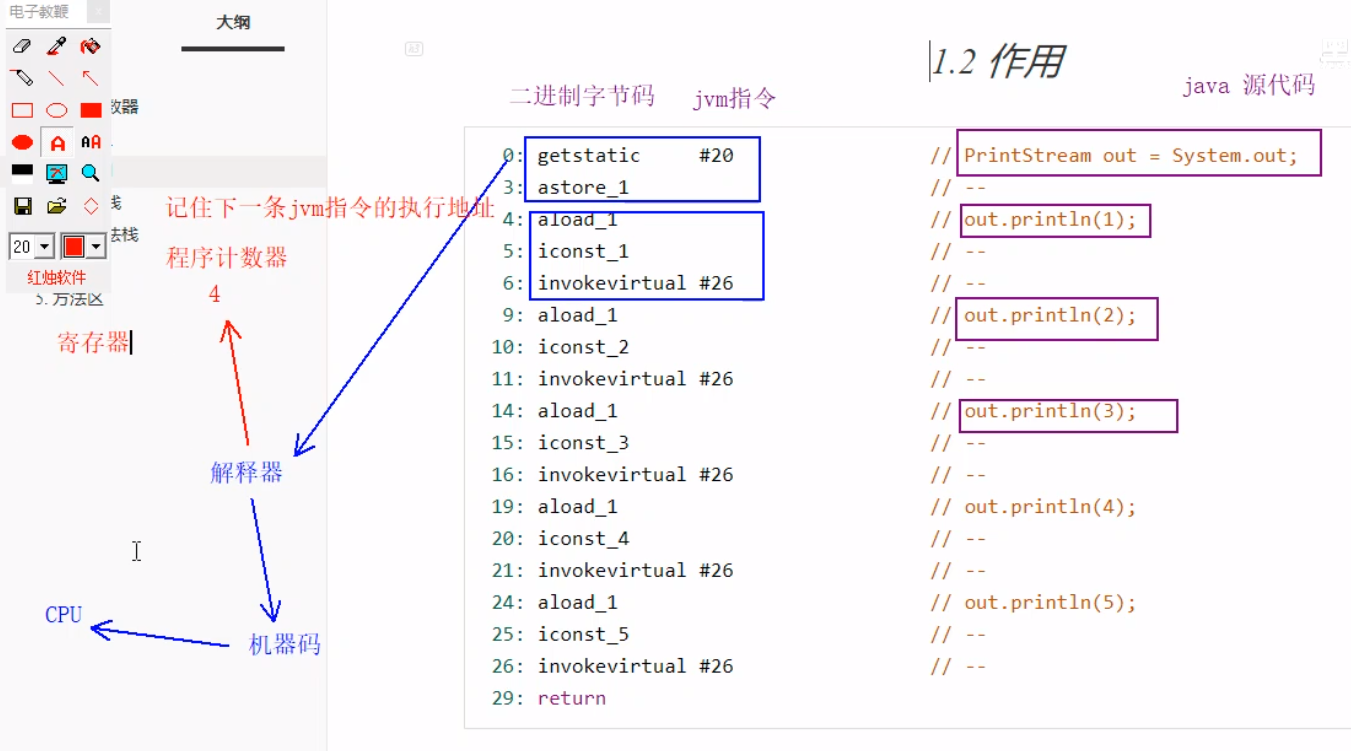 电子教鞭
大纲
1.2 作用
二进制字节码 jvm指令
java 源代码
数器
0: getstatic #20 // PrintStream out = System.out;
3: astore_1 // --
4: aload_1 // out.println(1);
5: iconst_1 // --
6: invokevirtual #26 // --
9: aload_1 // out.println(2);
10: iconst_2 // --
11: invokevirtual #26 // --
14: aload_1 // out.println(3);
15: iconst_3 // --
16: invokevirtual #26 // --
19: aload_1 // out.println(4);
20: iconst_4 // --
21: invokevirtual #26 // --
24: aload_1 // out.println(5);
25: iconst_5 // --
26: invokevirtual #26 // --
29: return
栈
法栈
20
红烛软件
5. 方法区
记住下一条jvm指令的执行地址
程序计数器
4
寄存器
解释器
CPU
机器码